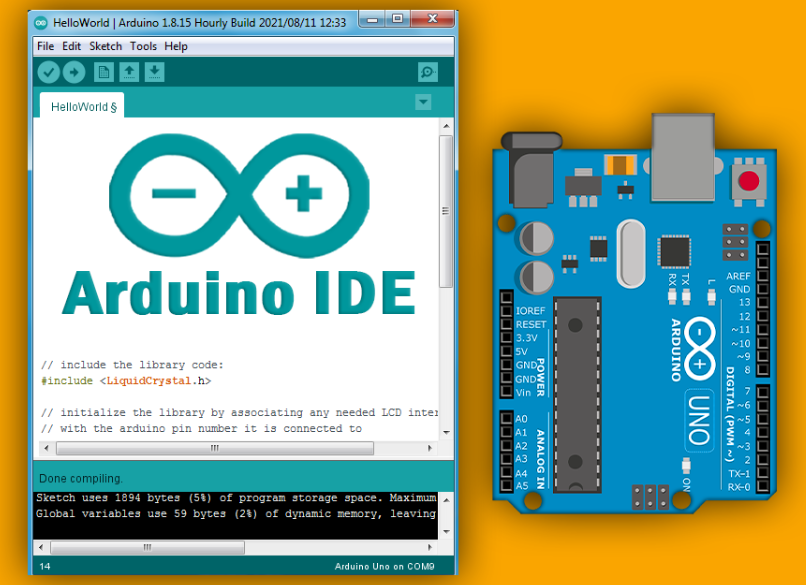 HelloWorld | Arduino 1.8.15 Hourly Build 2021/08/11 12:33
File Edit Sketch Tools Help
HelloWorld §
Arduino IDE
// include the library code:
#include <LiquidCrystal.h>
// initialize the library by associating any needed LCD inter
// with the arduino pin number it is connected to
Done compiling.
Sketch uses 1894 bytes (5%) of program storage space. Maximum
Global variables use 59 bytes (2%) of dynamic memory, leaving
14
Arduino Uno on COM9
IOREF
RESET
3.3V
5V
GND
GND
Vin
POWER
A0
A1
A2
A3
A4
A5
ANALOG IN
RX
TX
L
ARDUINO
UNO
ON
AREF
GND
13
12
~11
~10
~9
8
7
~6
~5
4
~3
2
TX-1
RX-0
DIGITAL (PWM ~)